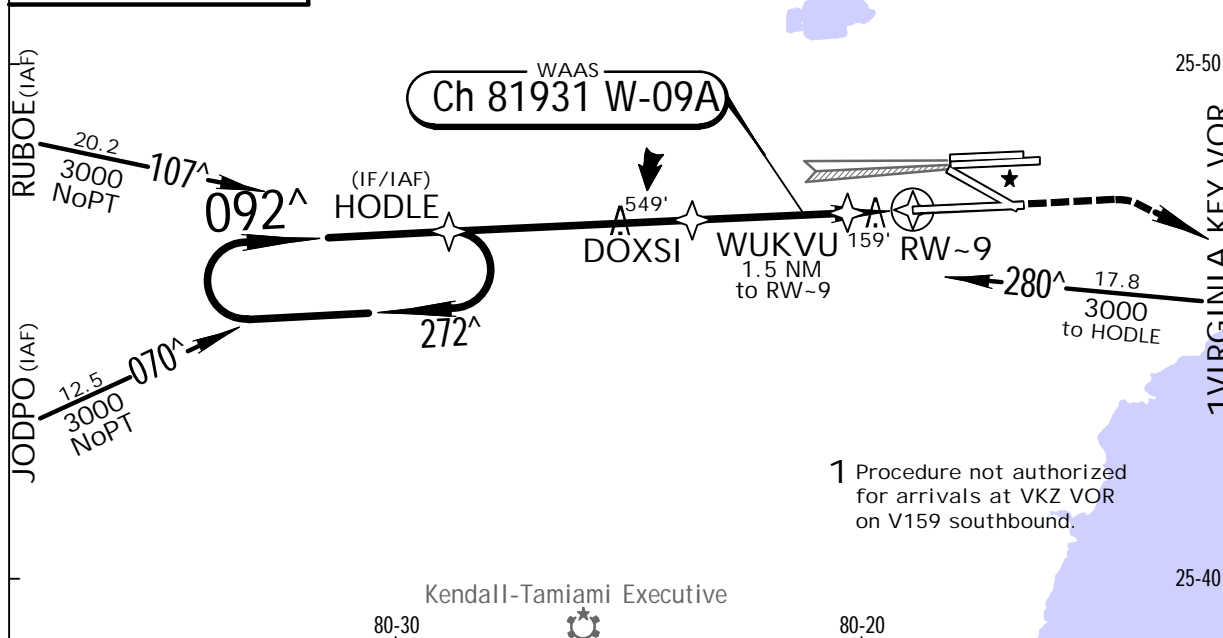 25-50
WAAS
Ch 81931 W-09A
RUBOE (IAF)
20.2
3000
NoPT
107^
092^
(IF/IAF)
HODLE
549'
DOXSI
WUKVU
1.5 NM
to RW~9
159'
RW~9
1VIRGINIA KEY VOR
280^
17.8
3000
to HODLE
272^
JODPO (IAF)
12.5
3000
NoPT
070^
1 Procedure not authorized
for arrivals at VKZ VOR
on V159 southbound.
25-40
Kendall-Tamiami Executive
80-30
80-20